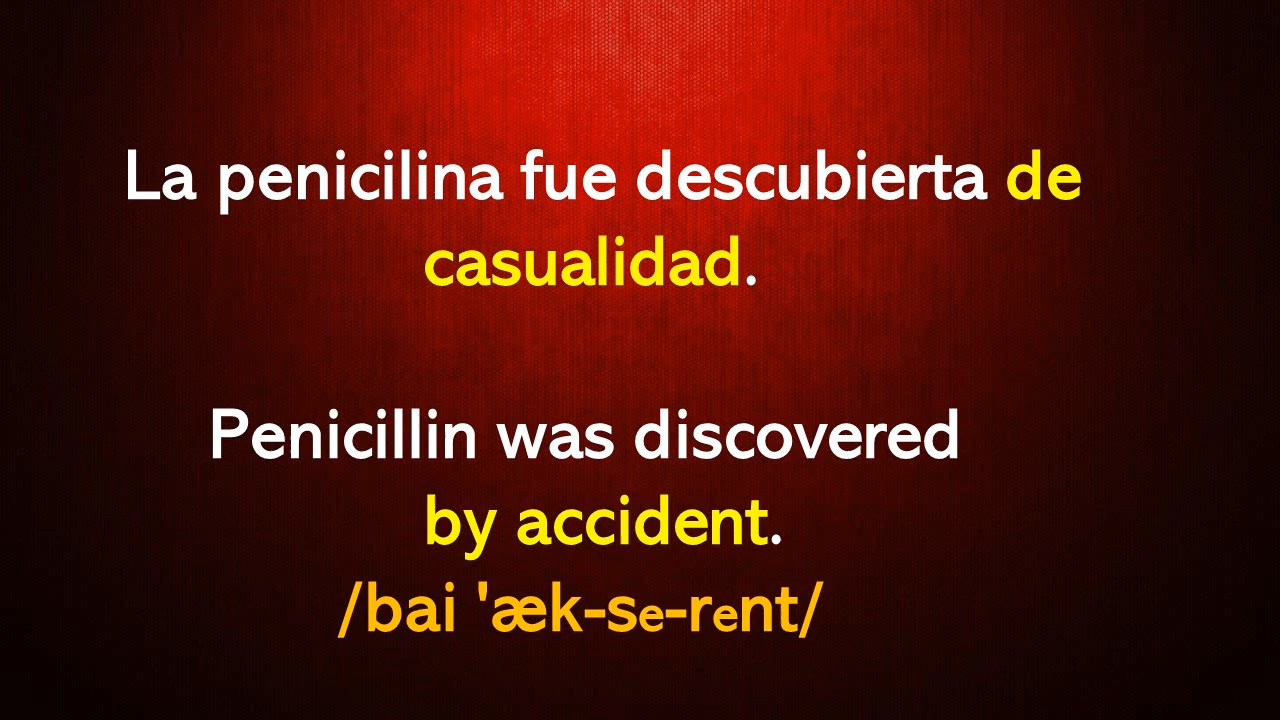 La penicilina fue descubierta de
casualidad.
Penicillin was discovered
by accident.
/bai 'æk-se-rent/